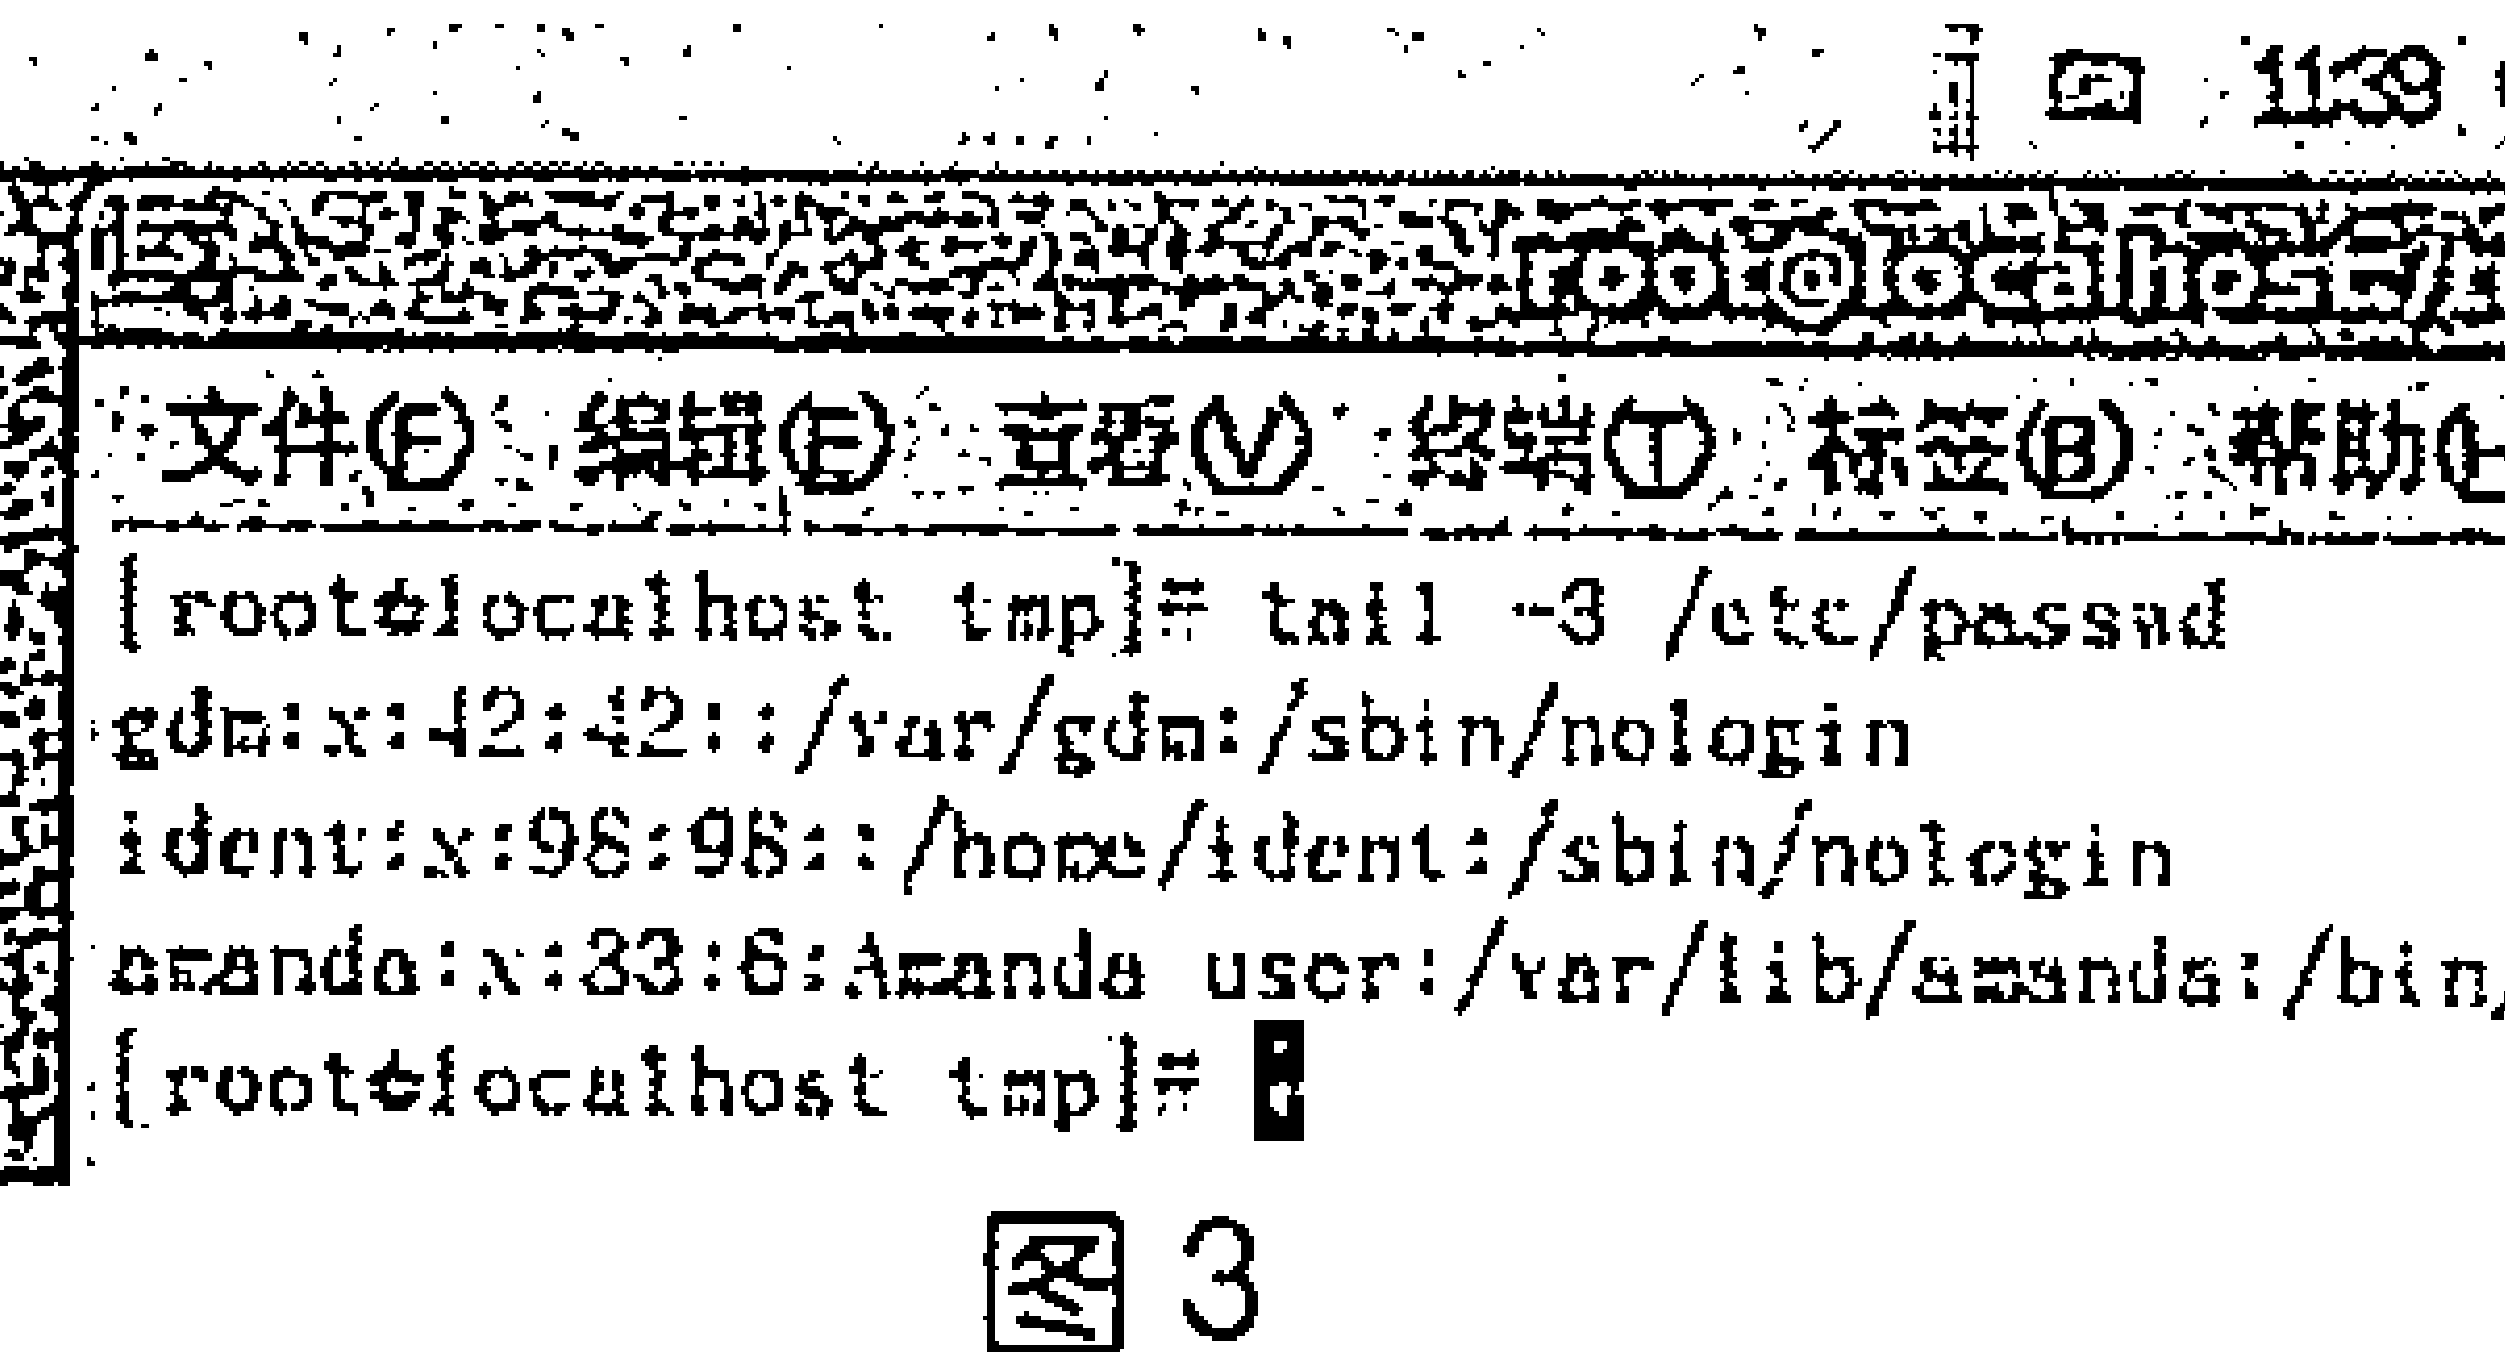 1139
root@localhost:/t
文件(F) 编辑(E) 查看(V) 终端(T) 标签(B) 帮助(H
[root@localhost tmp]# tail -3 /etc/passwd
gdm:x:42:42::/var/gdm:/sbin/nologin
ident:x:98:98::/home/ident:/sbin/nologin
amanda:x:33:6:Amanda user:/var/lib/amanda:/bin/
[root@localhost tmp]#
图 3